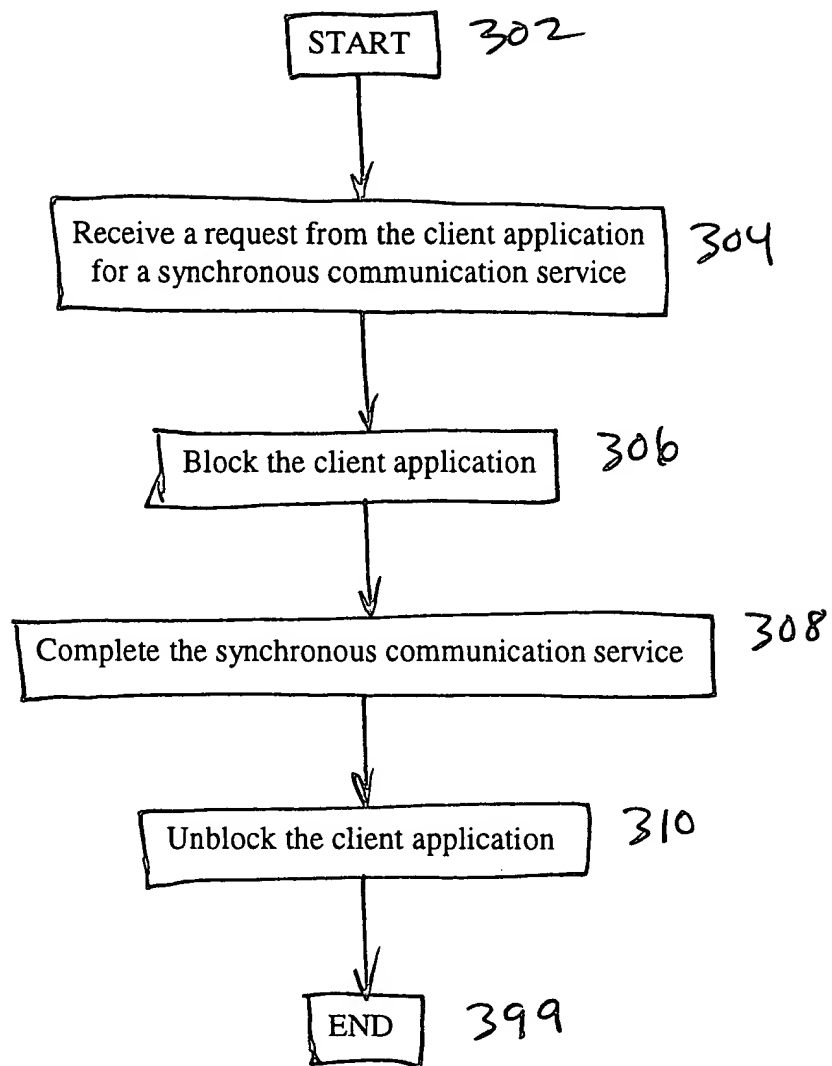 START 302
Receive a request from the client application 304
for a synchronous communication service
Block the client application 306
Complete the synchronous communication service 308
Unblock the client application 310
END 399